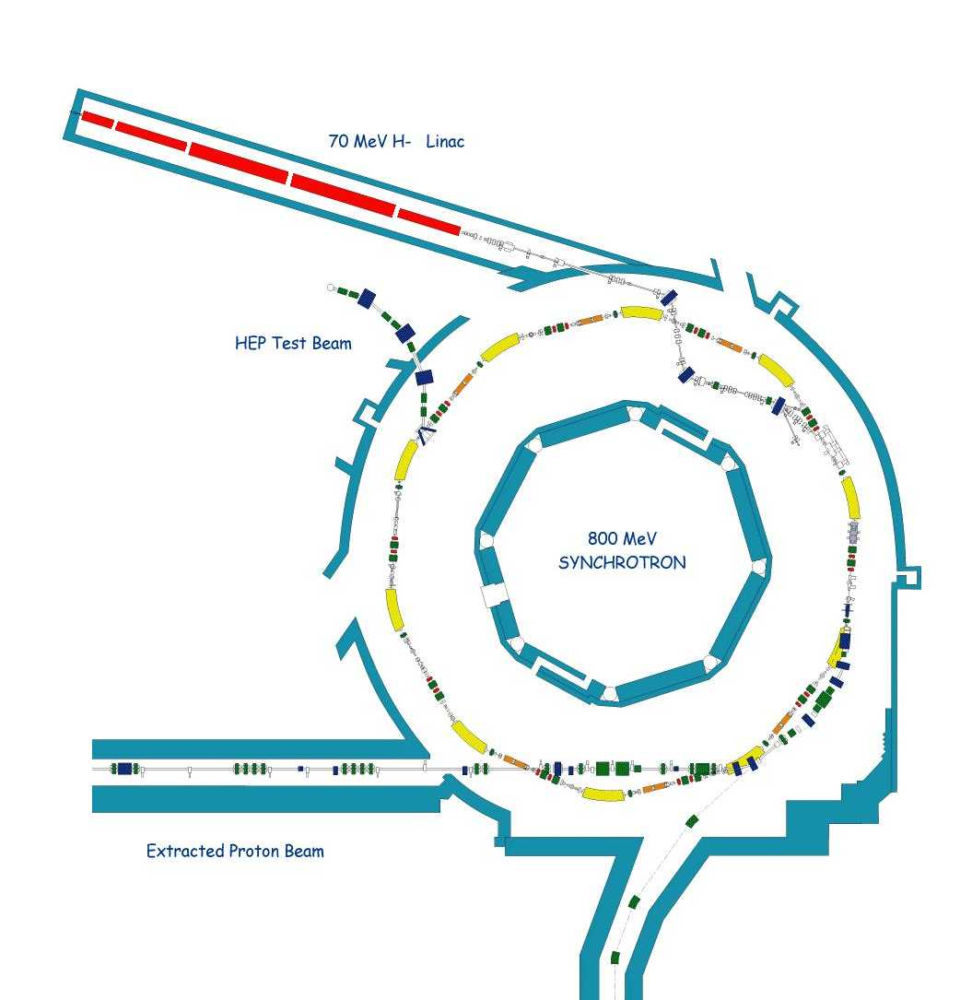 70 MeV H- Linac
HEP Test Beam
800 MeV
SYNCHROTRON
Extracted Proton Beam